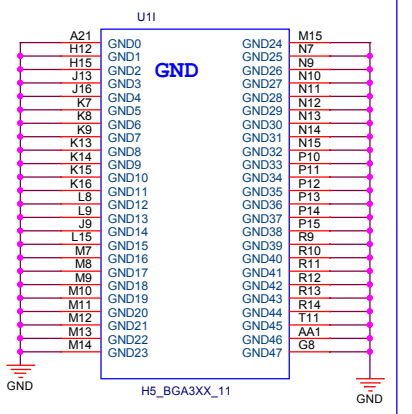 U1I
A21 GND0 GND24 M15
H12 GND1 GND25 N7
H15 GND2 GND GND26 N9
J13 GND3 GND27 N10
J16 GND4 GND28 N11
K7 GND5 GND29 N12
K8 GND6 GND30 N13
K9 GND7 GND31 N14
K13 GND8 GND32 N15
K14 GND9 GND33 P10
K15 GND10 GND34 P11
K16 GND11 GND35 P12
L8 GND12 GND36 P13
L9 GND13 GND37 P14
J9 GND14 GND38 P15
L15 GND15 GND39 R9
M7 GND16 GND40 R10
M8 GND17 GND41 R11
M9 GND18 GND42 R12
M10 GND19 GND43 R13
M11 GND20 GND44 R14
M12 GND21 GND45 T11
M13 GND22 GND46 AA1
M14 GND23 GND47 G8
GND H5_BGA3XX_11 GND